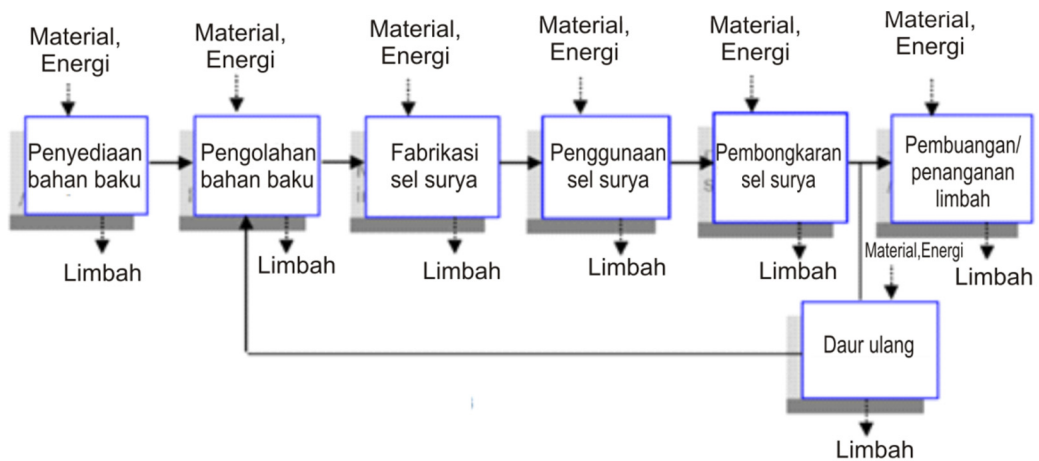 Material,
Energi
Material,
Energi
Material,
Energi
Material,
Energi
Material,
Energi
Material,
Energi
Penyediaan
bahan baku
Pengolahan
bahan baku
Fabrikasi
sel surya
Penggunaan
sel surya
Pembongkaran
sel surya
Pembuangan/
penanganan
limbah
Limbah
Limbah
Limbah
Limbah
Limbah
Limbah
Material,Energi
Daur ulang
Limbah